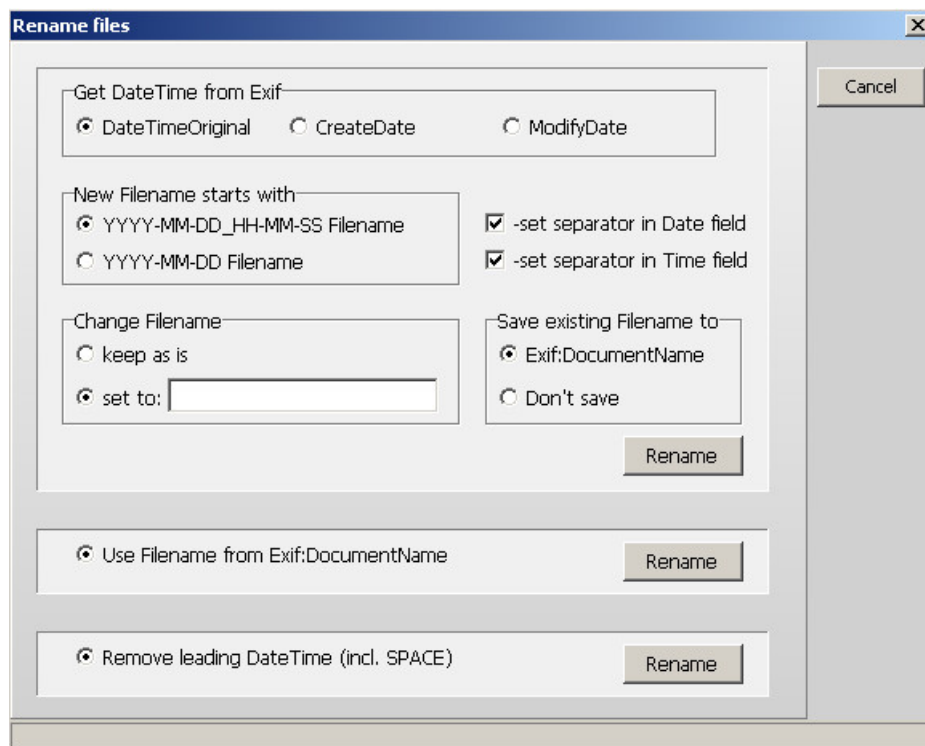 Rename files
Cancel
Get DateTime from Exif
DateTimeOriginal CreateDate ModifyDate
New Filename starts with
YYYY-MM-DD_HH-MM-SS Filename
YYYY-MM-DD Filename
-set separator in Date field
-set separator in Time field
Change Filename
keep as is
set to:
Save existing Filename to
Exif:DocumentName
Don't save
Rename
Use Filename from Exif:DocumentName
Rename
Remove leading DateTime (incl. SPACE)
Rename